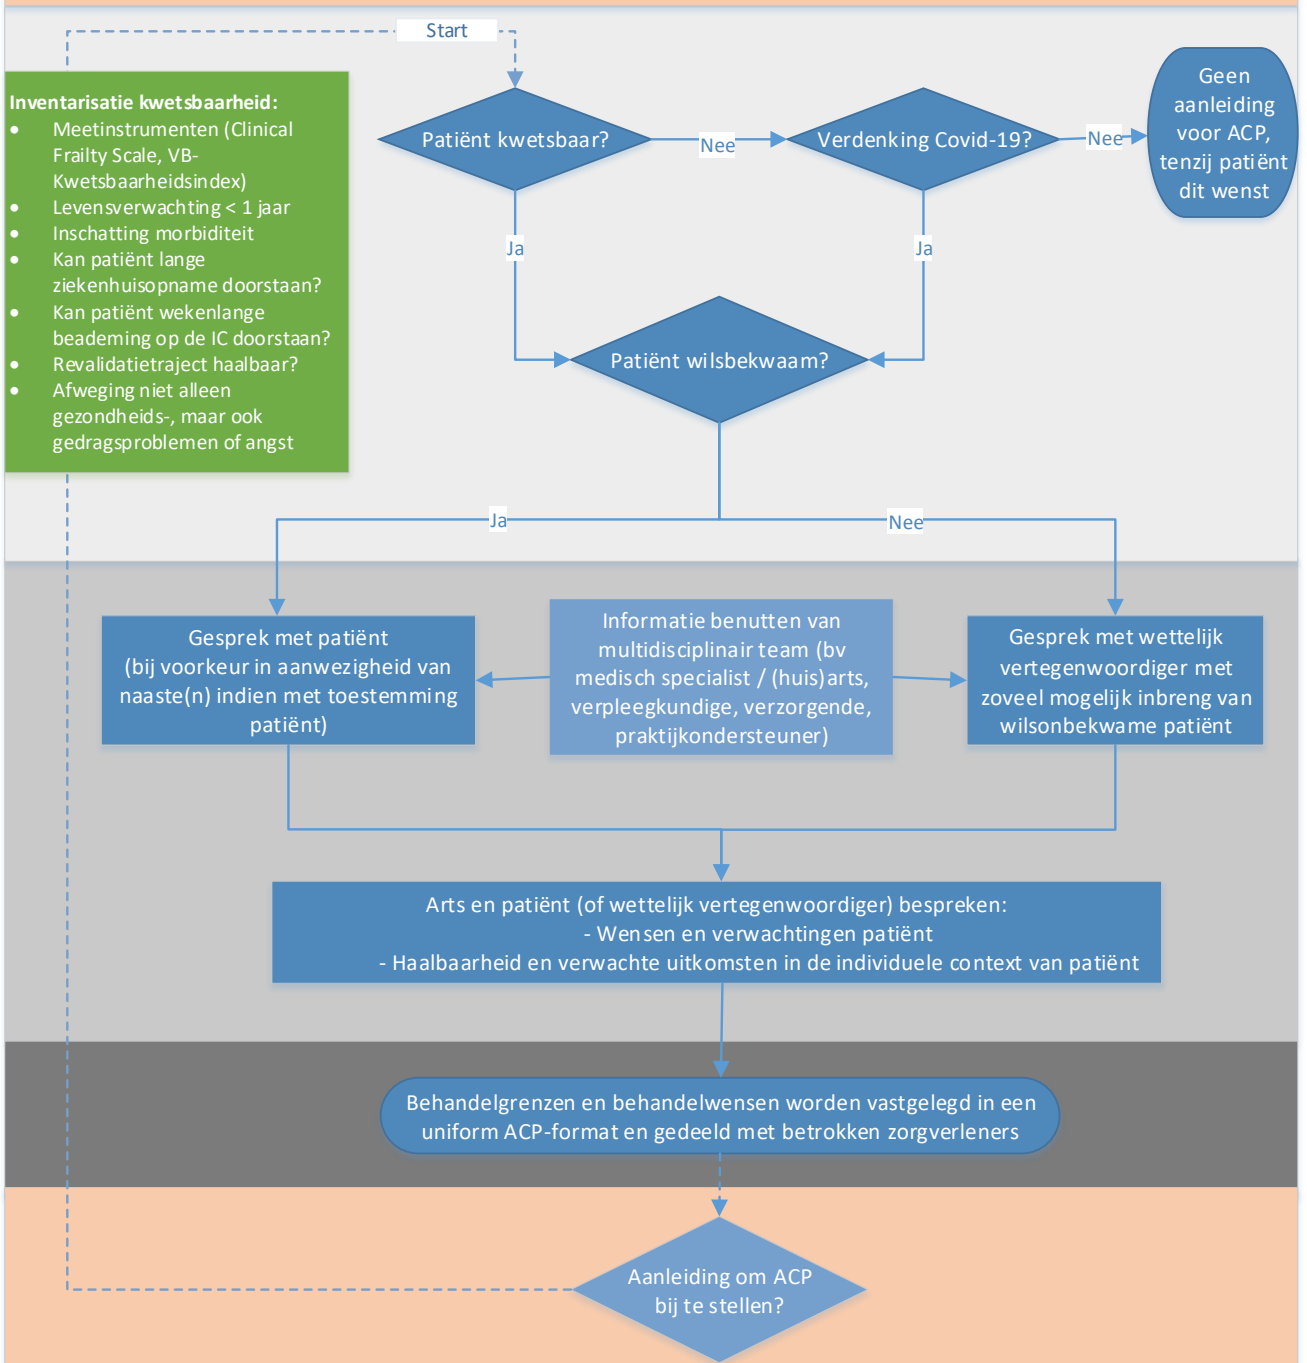 Start
Inventarisatie kwetsbaarheid:
• Meetinstrumenten (Clinical
Frailty Scale, VB-
Kwetsbaarheidsindex)
• Levensverwachting < 1 jaar
• Inschatting morbiditeit
• Kan patiënt lange
ziekenhuisopname doorstaan?
• Kan patiënt wekenlange
beademing op de IC doorstaan?
• Revalidatietraject haalbaar?
• Afweging niet alleen
gezondheids-, maar ook
gedragsproblemen of angst
Patiënt kwetsbaar?
Nee
Verdenking Covid-19?
Nee
Geen
aanleiding
voor ACP,
tenzij patiënt
dit wenst
Ja
Ja
Patiënt wilsbekwaam?
Ja
Nee
Gesprek met patiënt
(bij voorkeur in aanwezigheid van
naaste(n) indien met toestemming
patiënt)
Informatie benutten van
multidisciplinair team (bv
medisch specialist / (huis)arts,
verpleegkundige, verzorgende,
praktijkondersteuner)
Gesprek met wettelijk
vertegenwoordiger met
zoveel mogelijk inbreng van
wilsonbekwame patiënt
Arts en patiënt (of wettelijk vertegenwoordiger) bespreken:
- Wensen en verwachtingen patiënt
- Haalbaarheid en verwachte uitkomsten in de individuele context van patiënt
Behandelgrenzen en behandelwensen worden vastgelegd in een
uniform ACP-format en gedeeld met betrokken zorgverleners
Aanleiding om ACP
bij te stellen?